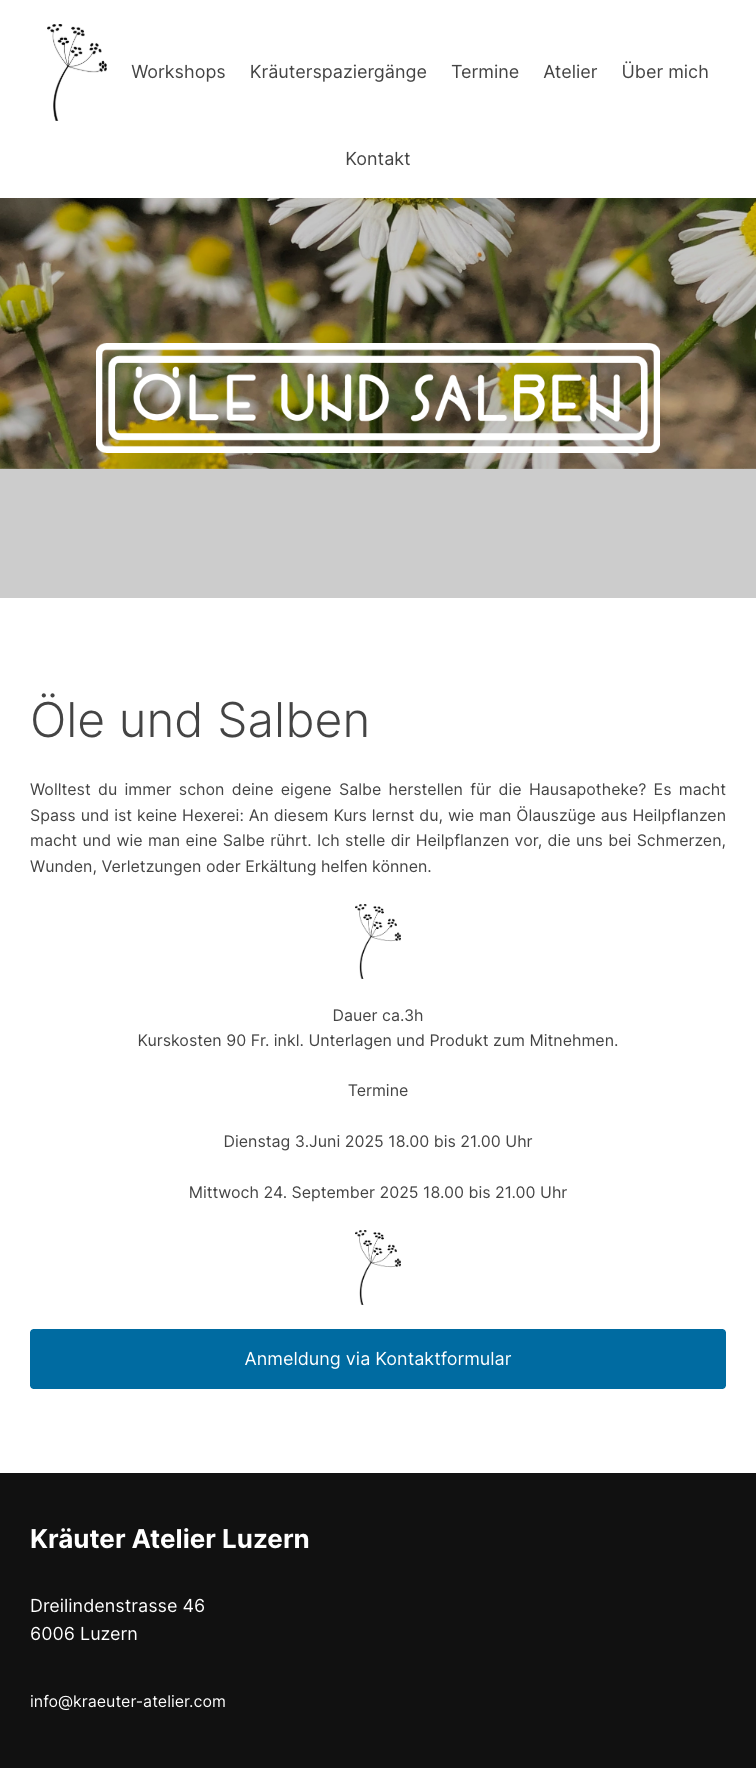 Workshops Kräuterspaziergänge Termine Atelier Über mich
Kontakt
ÖLE UND SALBEN
Öle und Salben
Wolltest du immer schon deine eigene Salbe herstellen für die Hausapotheke? Es macht
Spass und ist keine Hexerei: An diesem Kurs lernst du, wie man Ölauszüge aus Heilpflanzen
macht und wie man eine Salbe rührt. Ich stelle dir Heilpflanzen vor, die uns bei Schmerzen,
Wunden, Verletzungen oder Erkältung helfen können.
Dauer ca.3h
Kurskosten 90 Fr. inkl. Unterlagen und Produkt zum Mitnehmen.
Termine
Dienstag 3.Juni 2025 18.00 bis 21.00 Uhr
Mittwoch 24. September 2025 18.00 bis 21.00 Uhr
Anmeldung via Kontaktformular
Kräuter Atelier Luzern
Dreilindenstrasse 46
6006 Luzern
info@kraeuter-atelier.com